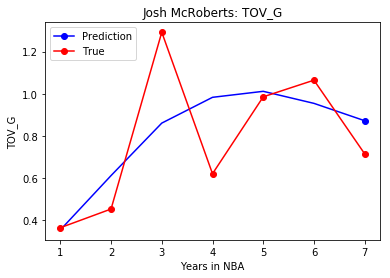 Josh McRoberts: TOV_G
Prediction
True
TOV_G
1.2
1.0
0.8
0.6
0.4
1 2 3 4 5 6 7
Years in NBA